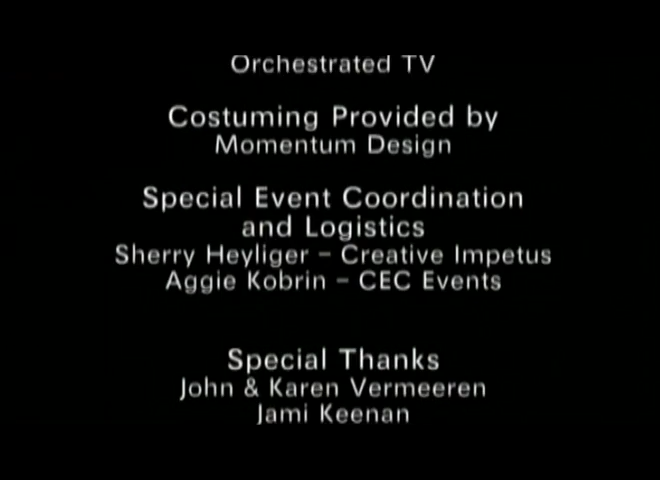 Orchestrated TV
Costuming Provided by
Momentum Design
Special Event Coordination
and Logistics
Sherry Heyliger – Creative Impetus
Aggie Kobrin – CEC Events
Special Thanks
John & Karen Vermeeren
Jami Keenan